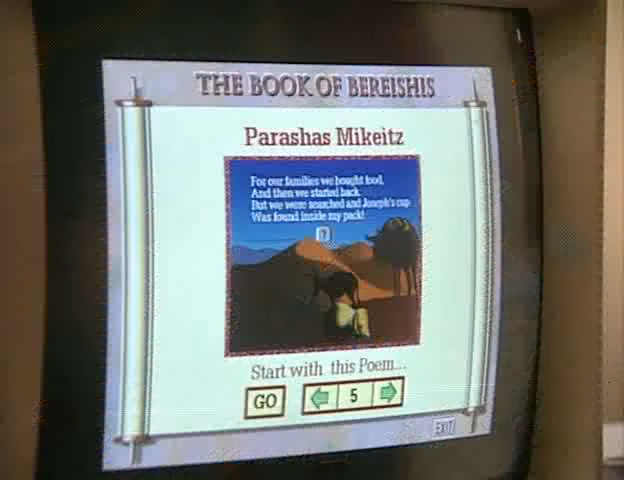 THE BOOK OF BEREISHIS
Parashas Mikeitz
For our families we bought food,
And then we started back
But we were searched and Joseph's cup
Was found inside my pack!
?
Start with this Poem...
GO
5
EXIT